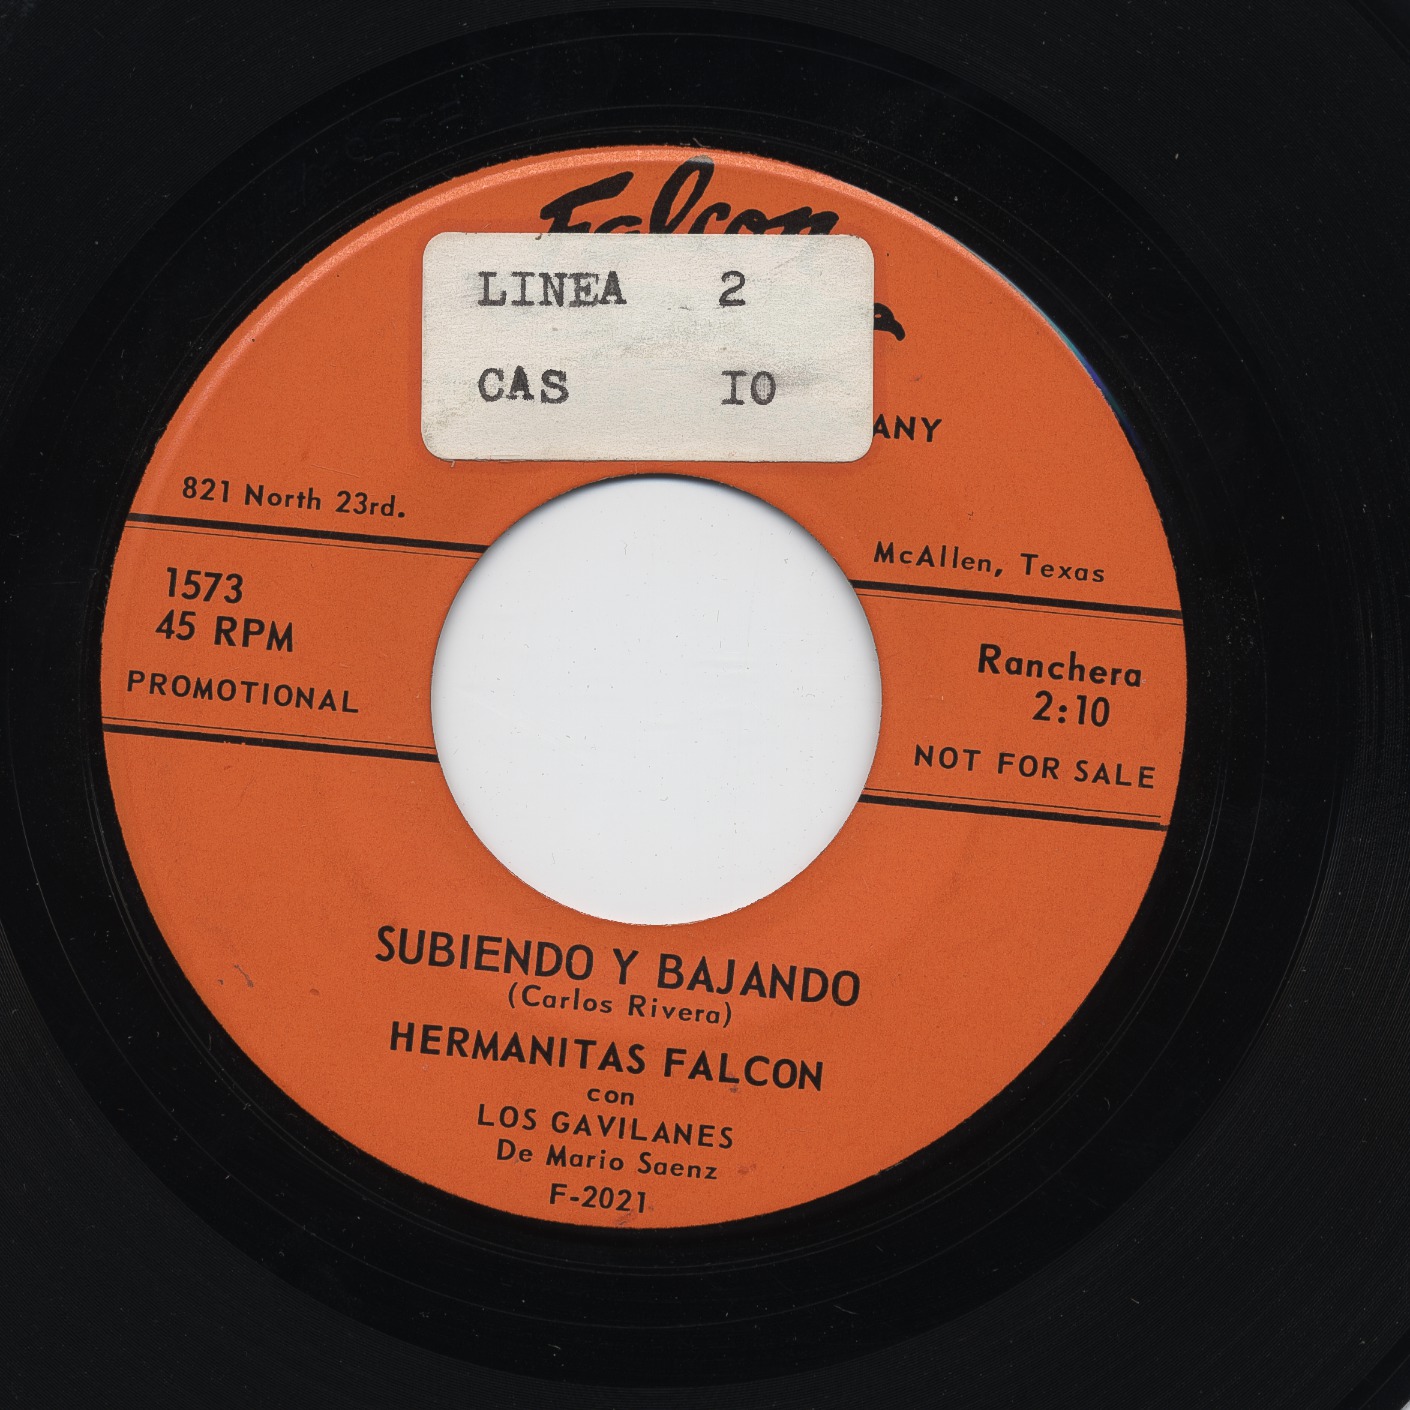 Falcon
LINEA 2
CAS IO
821 North 23rd.
McAllen, Texas
1573
45 RPM
PROMOTIONAL
Ranchera
2:10
NOT FOR SALE
SUBIENDO Y BAJANDO
(Carlos Rivera)
HERMANITAS FALCON
con
LOS GAVILANES
De Mario Saenz
F-2021